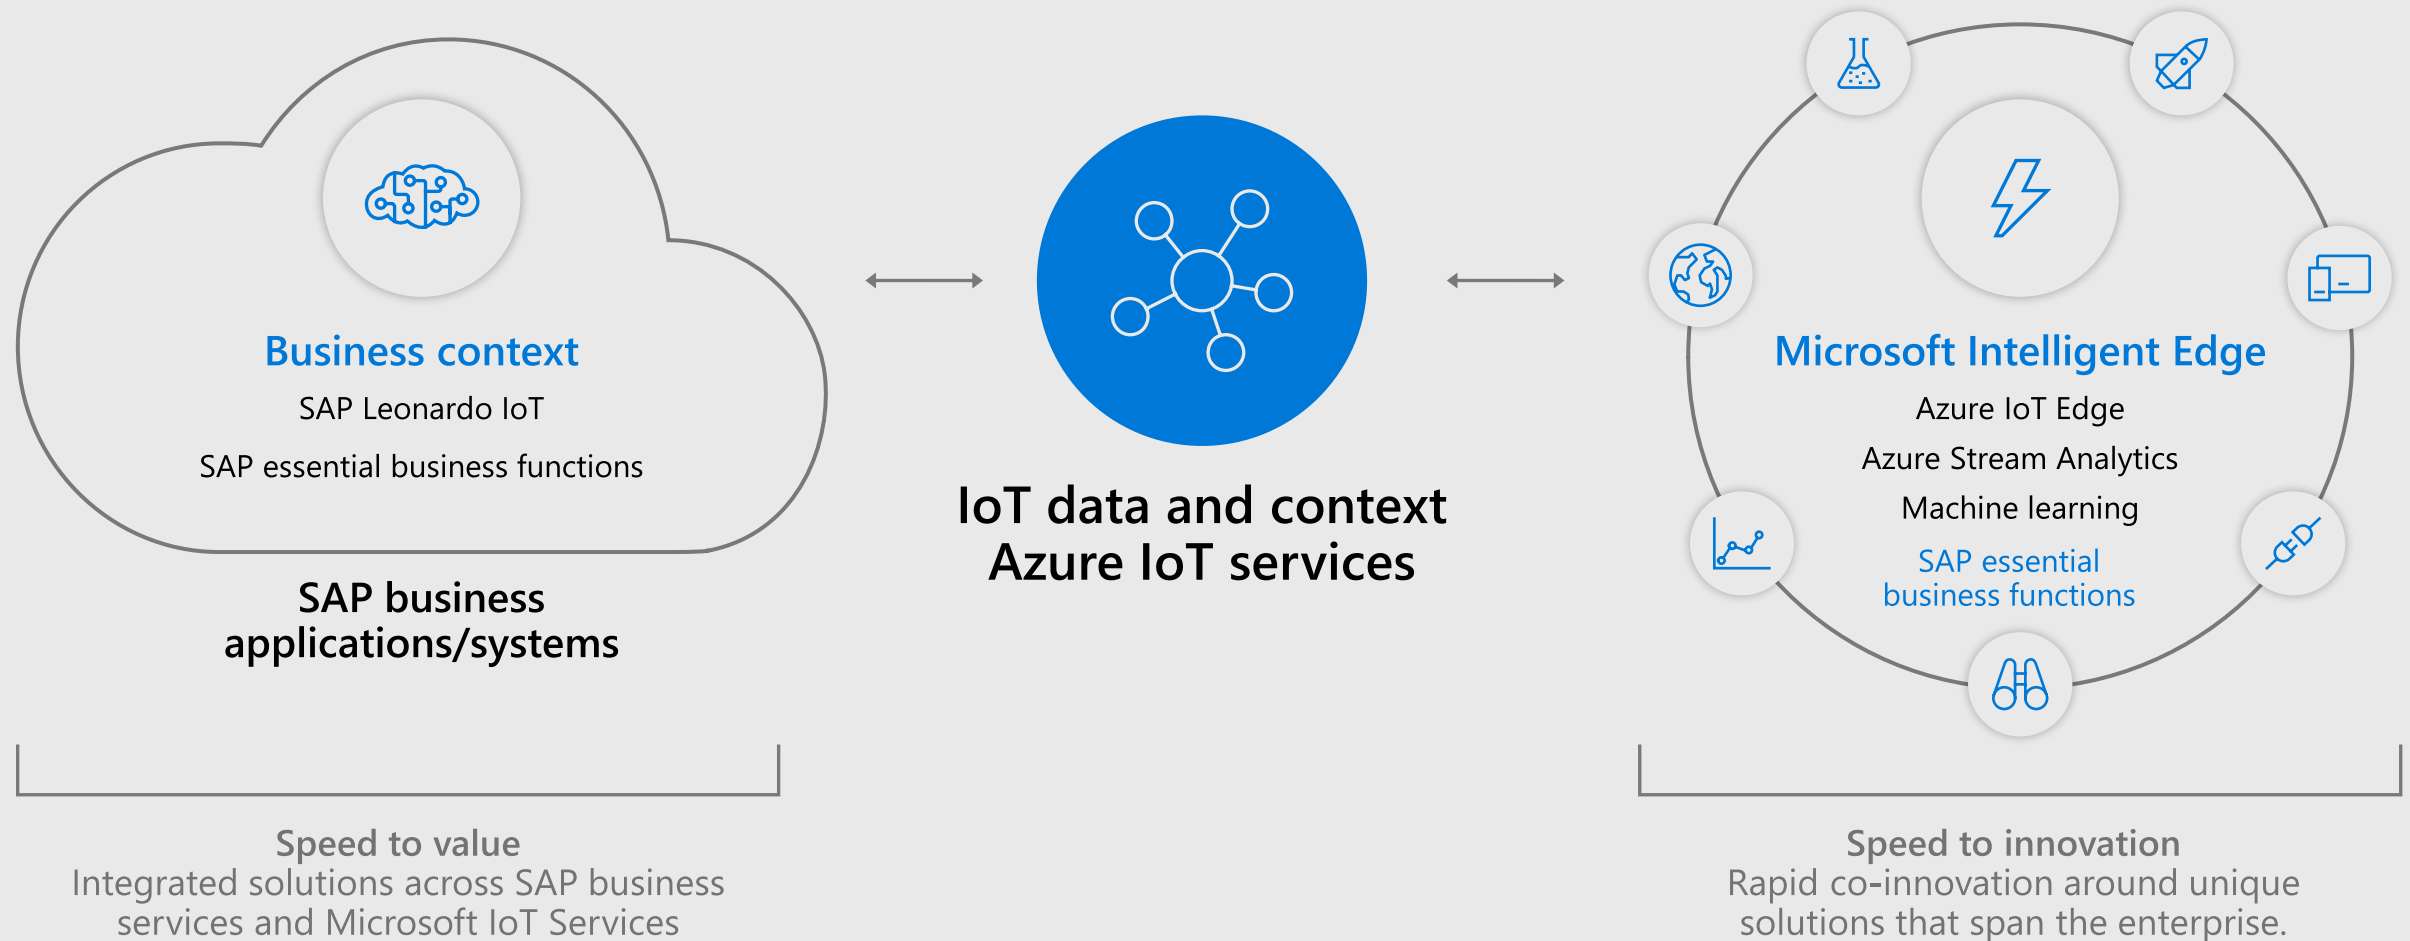 Business context
SAP Leonardo IoT
SAP essential business functions
SAP business
applications/systems
Speed to value
Integrated solutions across SAP business
services and Microsoft IoT Services
IoT data and context
Azure IoT services
Microsoft Intelligent Edge
Azure IoT Edge
Azure Stream Analytics
Machine learning
SAP essential
business functions
Speed to innovation
Rapid co-innovation around unique
solutions that span the enterprise.